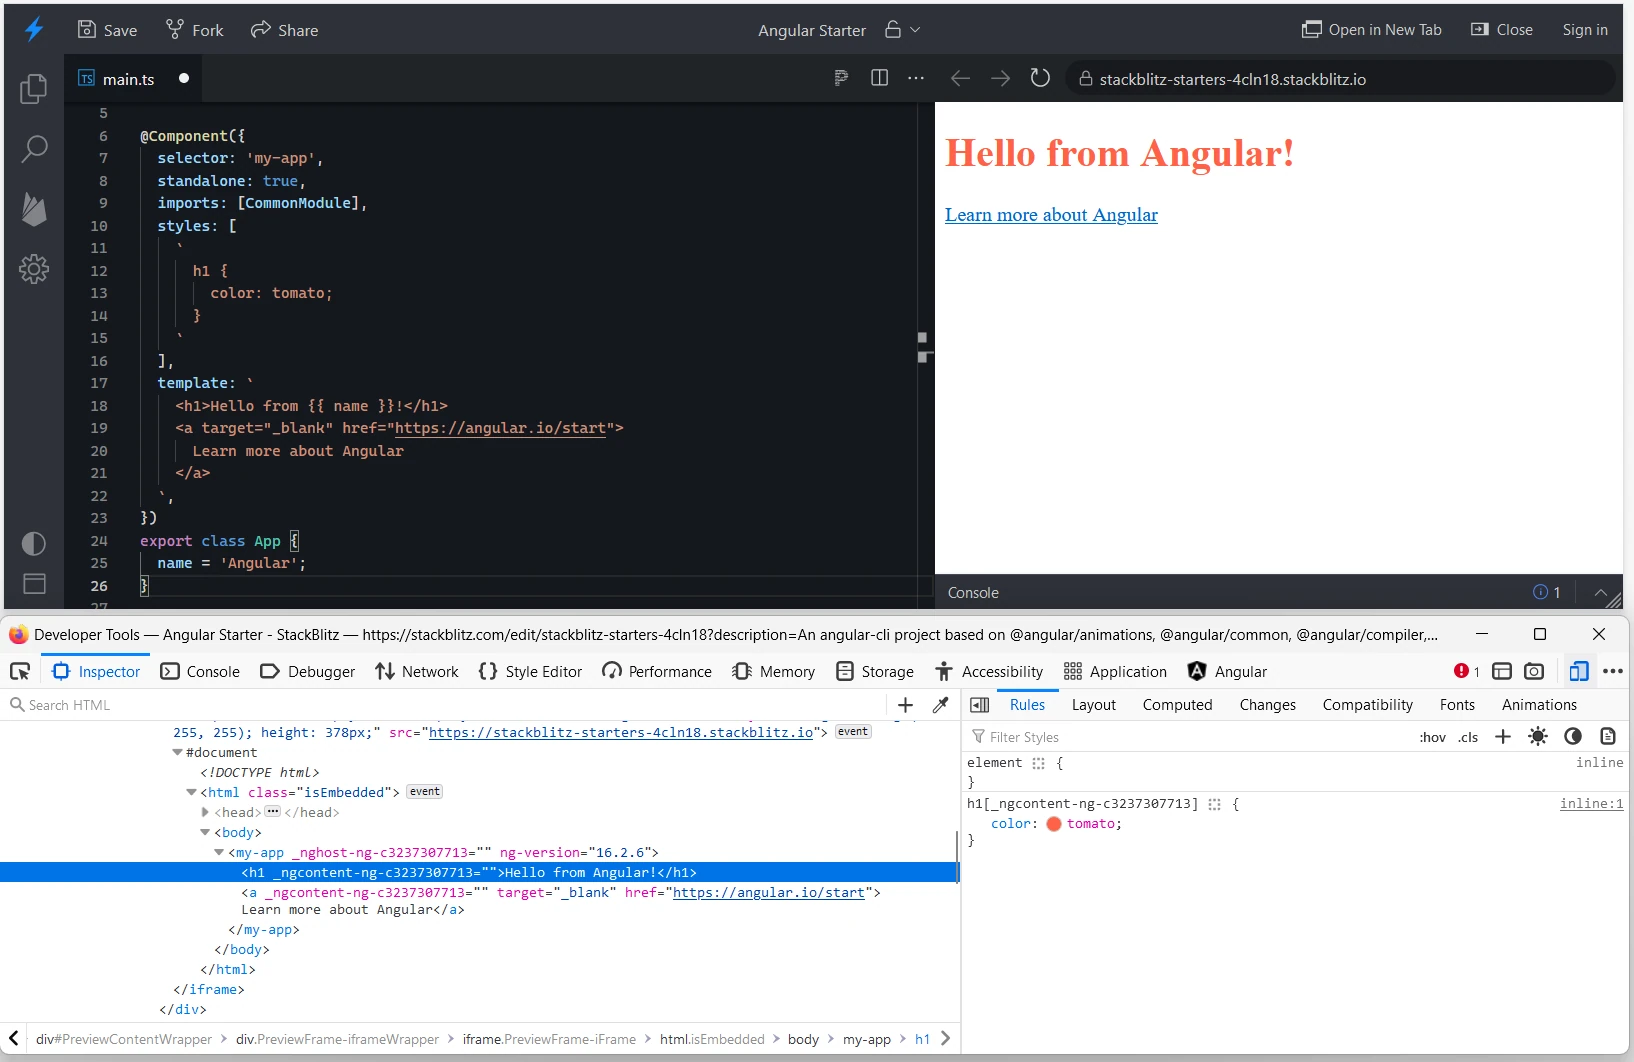 Save Fork Share Angular Starter Open in New Tab Close Sign in
TS main.ts stackblitz-starters-4cln18.stackblitz.io
5
6 @Component({
7 selector: 'my-app',
8 standalone: true,
9 imports: [CommonModule],
10 styles: [
11 `
12 h1 {
13 color: tomato;
14 }
15 `
16 ],
17 template: `
18 <h1>Hello from {{ name }}!</h1>
19 <a target="_blank" href="https://angular.io/start">
20 Learn more about Angular
21 </a>
22 `,
23 })
24 export class App {
25 name = 'Angular';
26 }
27
Hello from Angular!
Learn more about Angular
Console 1
Developer Tools — Angular Starter - StackBlitz — https://stackblitz.com/edit/stackblitz-starters-4cln18?description=An angular-cli project based on @angular/animations, @angular/common, @angular/compiler,...
Inspector Console Debugger Network Style Editor Performance Memory Storage Accessibility Application Angular 1
Search HTML
255, 255); height: 378px;" src="https://stackblitz-starters-4cln18.stackblitz.io"> event
#document
<!DOCTYPE html>
<html class="isEmbedded"> event
<head> ••• </head>
<body>
<my-app _nghost-ng-c3237307713="" ng-version="16.2.6">
<h1 _ngcontent-ng-c3237307713="">Hello from Angular!</h1>
<a _ngcontent-ng-c3237307713="" target="_blank" href="https://angular.io/start">
Learn more about Angular</a>
</my-app>
</body>
</html>
</iframe>
</div>
div#PreviewContentWrapper > div.PreviewFrame-iframeWrapper > iframe.PreviewFrame-iFrame > html.isEmbedded > body > my-app > h1
Rules Layout Computed Changes Compatibility Fonts Animations
Filter Styles :hov .cls
element { inline
}
h1[_ngcontent-ng-c3237307713] { inline:1
color: tomato;
}